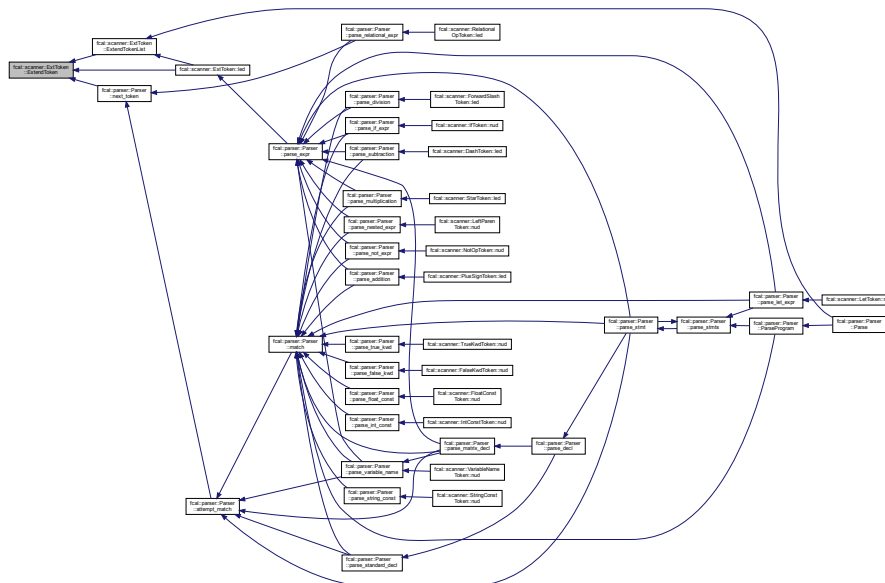 fcal::scanner::ExtToken
::ExtendToken
fcal::scanner::ExtToken
::ExtendTokenList
fcal::scanner::ExtToken::led
fcal::parser::Parser
::next_token
fcal::parser::Parser
::parse_expr
fcal::parser::Parser
::match
fcal::parser::Parser
::attempt_match
fcal::parser::Parser
::parse_relational_expr
fcal::scanner::Relational
OpToken::led
fcal::parser::Parser
::parse_division
fcal::scanner::ForwardSlash
Token::led
fcal::parser::Parser
::parse_if_expr
fcal::scanner::IfToken::nud
fcal::parser::Parser
::parse_subtraction
fcal::scanner::DashToken::led
fcal::parser::Parser
::parse_multiplication
fcal::scanner::StarToken::led
fcal::parser::Parser
::parse_nested_expr
fcal::scanner::LeftParen
Token::nud
fcal::parser::Parser
::parse_not_expr
fcal::scanner::NotOpToken::nud
fcal::parser::Parser
::parse_addition
fcal::scanner::PlusSignToken::led
fcal::parser::Parser
::parse_true_kwd
fcal::scanner::TrueKwdToken::nud
fcal::parser::Parser
::parse_false_kwd
fcal::scanner::FalseKwdToken::nud
fcal::parser::Parser
::parse_float_const
fcal::scanner::FloatConst
Token::nud
fcal::parser::Parser
::parse_int_const
fcal::scanner::IntConstToken::nud
fcal::parser::Parser
::parse_matrix_decl
fcal::parser::Parser
::parse_decl
fcal::parser::Parser
::parse_variable_name
fcal::scanner::VariableName
Token::nud
fcal::parser::Parser
::parse_string_const
fcal::scanner::StringConst
Token::nud
fcal::parser::Parser
::parse_standard_decl
fcal::parser::Parser
::parse_stmt
fcal::parser::Parser
::parse_stmts
fcal::parser::Parser
::parse_let_expr
fcal::scanner::LetToken::
fcal::parser::Parser
::ParseProgram
fcal::parser::Parser
::Parse